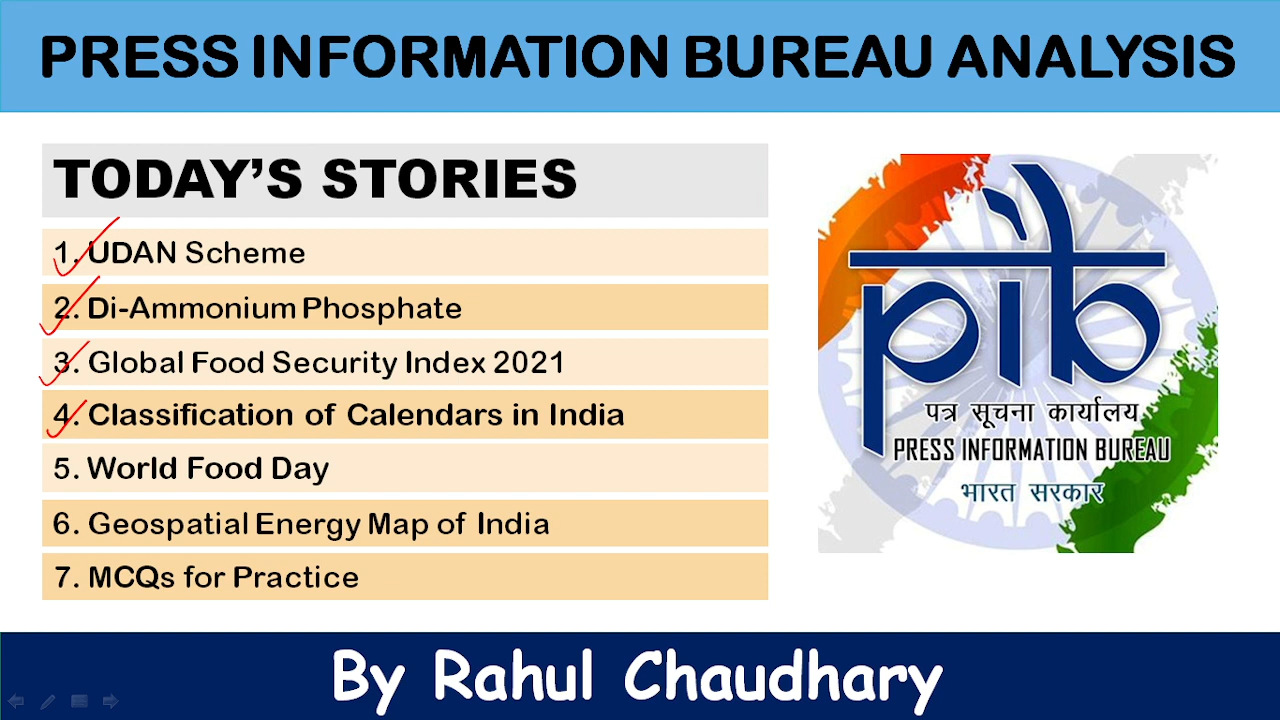 PRESS INFORMATION BUREAU ANALYSIS
TODAY'S STORIES
1. UDAN Scheme
2. Di-Ammonium Phosphate
3. Global Food Security Index 2021
4. Classification of Calendars in India
5. World Food Day
6. Geospatial Energy Map of India
7. MCQs for Practice
pib
पत्र सूचना कार्यालय
PRESS INFORMATION BUREAU
भारत सरकार
By Rahul Chaudhary